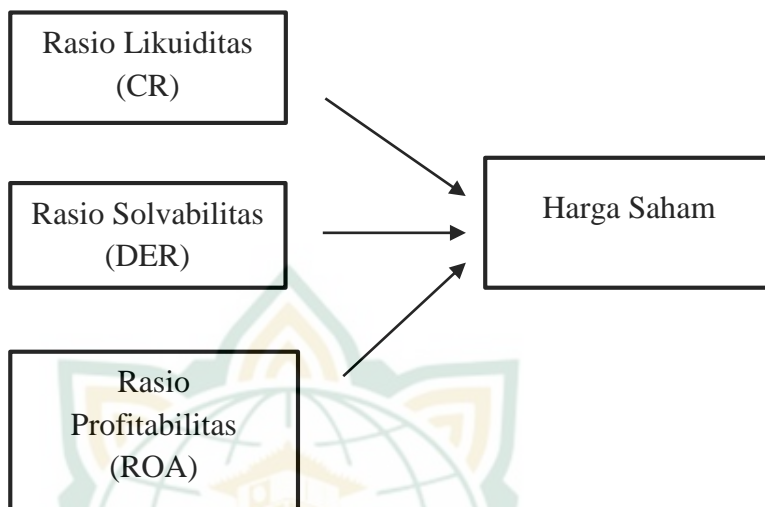 Rasio Likuiditas
(CR)
Rasio Solvabilitas
(DER)
Harga Saham
Rasio
Profitabilitas
(ROA)